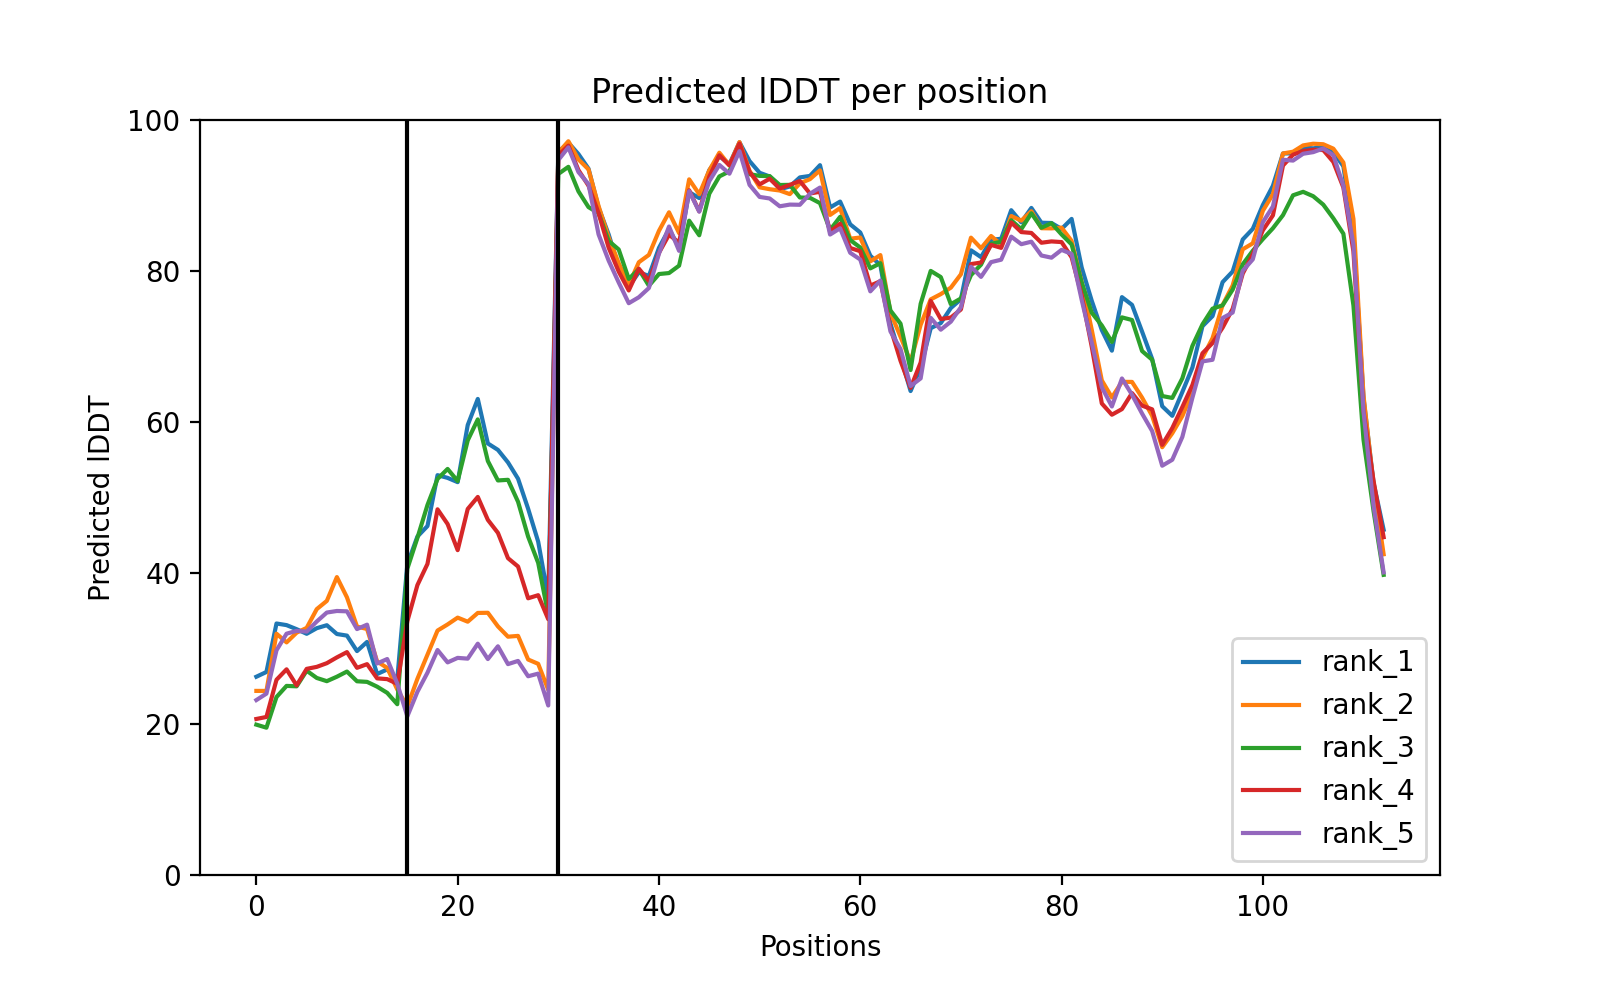 Predicted lDDT per position
100
80
60
40
20
0
Predicted lDDT
0 20 40 60 80 100
Positions
rank_1
rank_2
rank_3
rank_4
rank_5